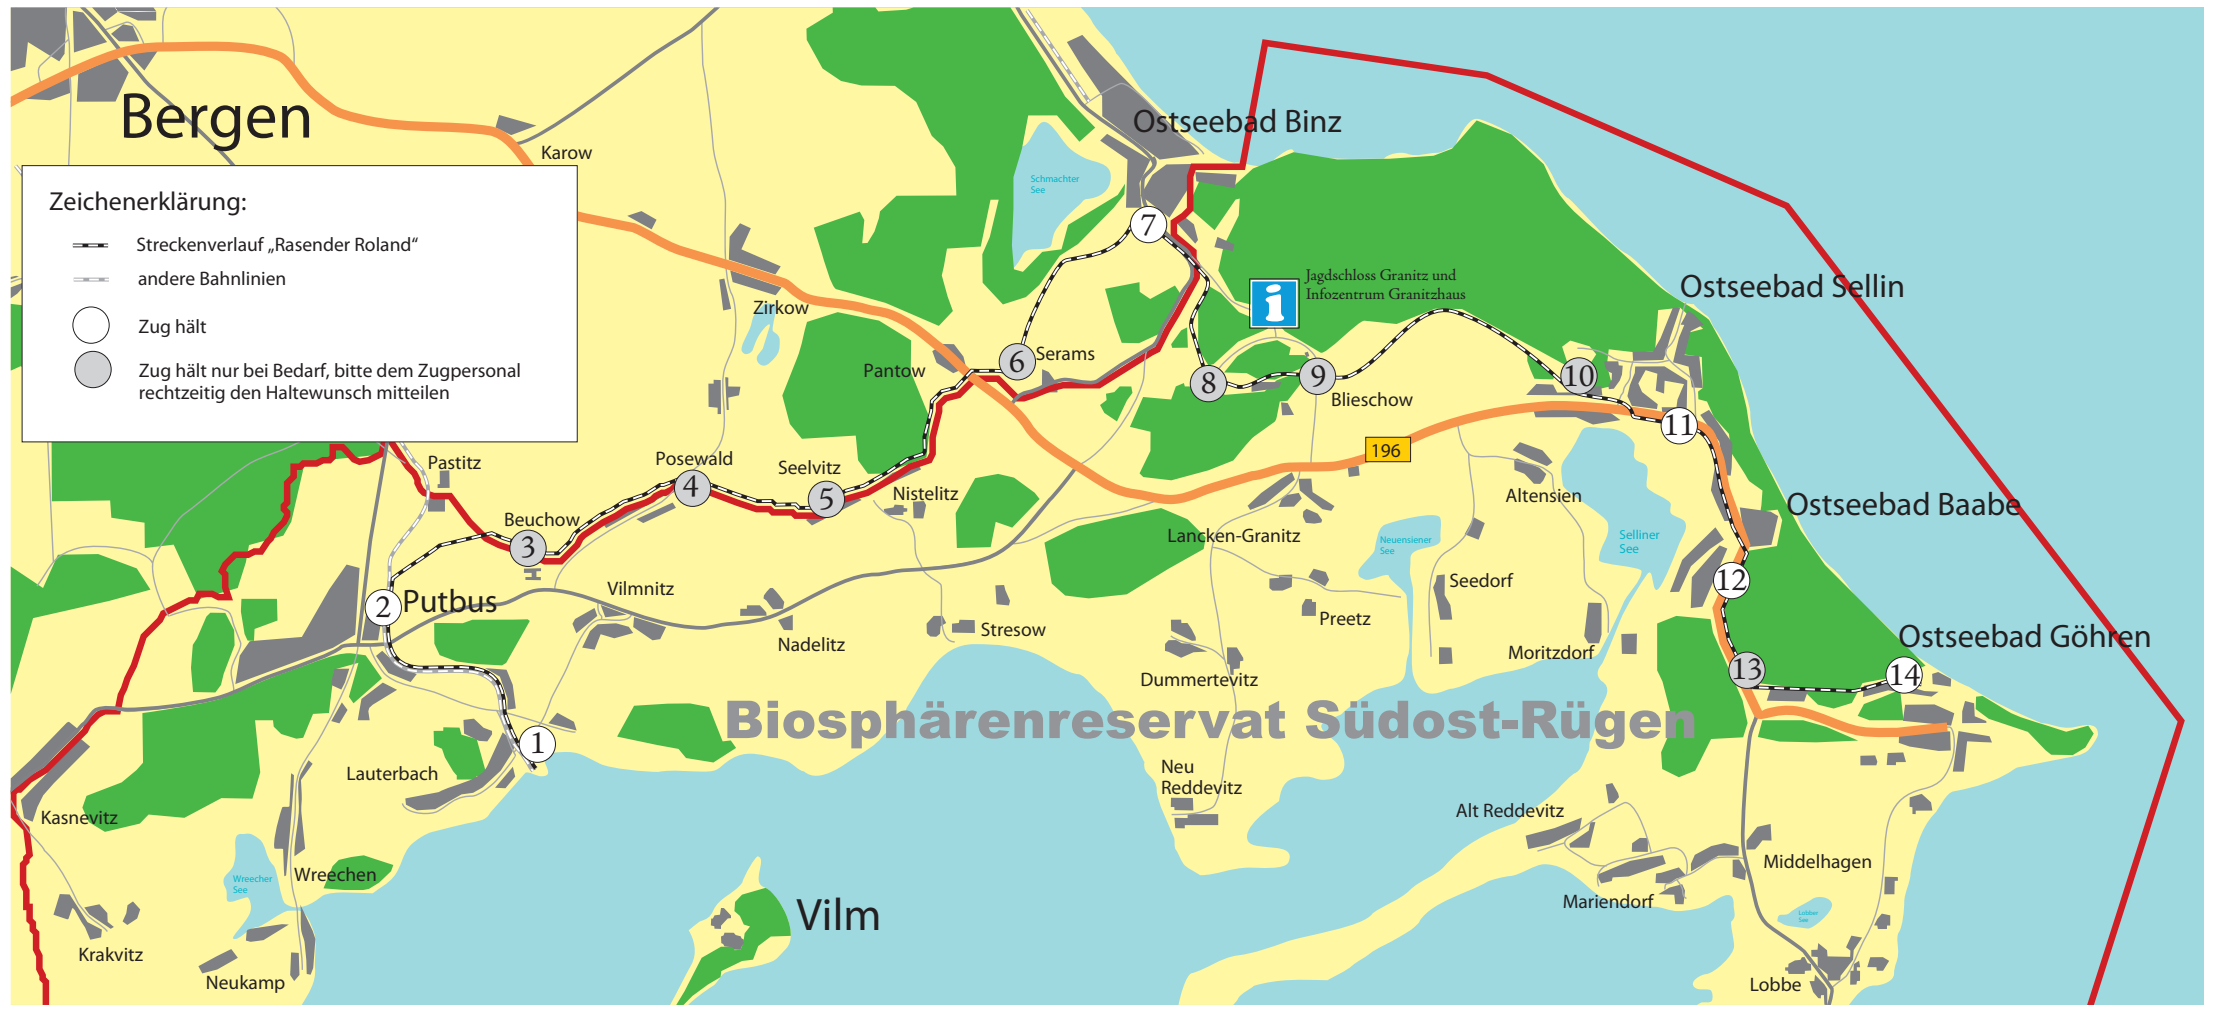 Bergen
Ostseebad Binz
Karow
Zeichenerklärung:
Streckenverlauf „Rasender Roland“
andere Bahnlinien
Zug hält
Zug hält nur bei Bedarf, bitte dem Zugpersonal
rechtzeitig den Haltewunsch mitteilen
Schmachter
See
7
Jagdschloss Granitz und
Infozentrum Granitzhaus
i
Ostseebad Sellin
Zirkow
Pantow
6
Serams
8
9
Blieschow
10
11
196
Pastitz
Posewald
4
Seelvitz
5
Nistelitz
Altensien
Ostseebad Baabe
Beuchow
3
Lancken-Granitz
Neuensiener
See
Selliner
See
2
Putbus
Vilmnitz
Seedorf
12
Preetz
Nadelitz
Stresow
Moritzdorf
Ostseebad Göhren
13
14
Dummertevitz
Biosphärenreservat Südost-Rügen
1
Lauterbach
Neu
Reddevitz
Kasnevitz
Alt Reddevitz
Wreecher
See
Wreechen
Middelhagen
Mariendorf
Vilm
Lobber
See
Krakvitz
Neukamp
Lobbe